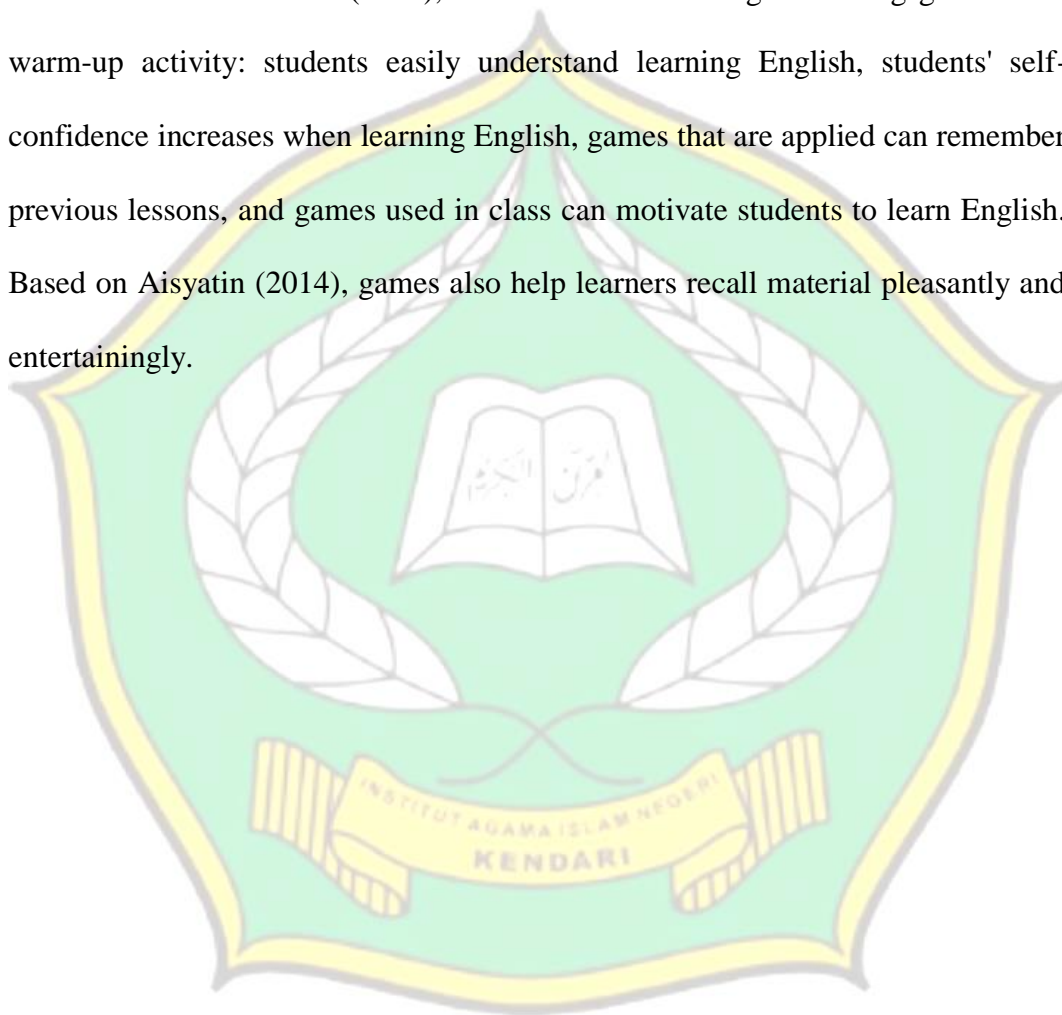 warm-up activity: students easily understand learning English, students' self-
confidence increases when learning English, games that are applied can remember
previous lessons, and games used in class can motivate students to learn English.
Based on Aisyatin (2014), games also help learners recall material pleasantly and
entertainingly.
INSTITUT AGAMA ISLAM NEGERI
KENDARI